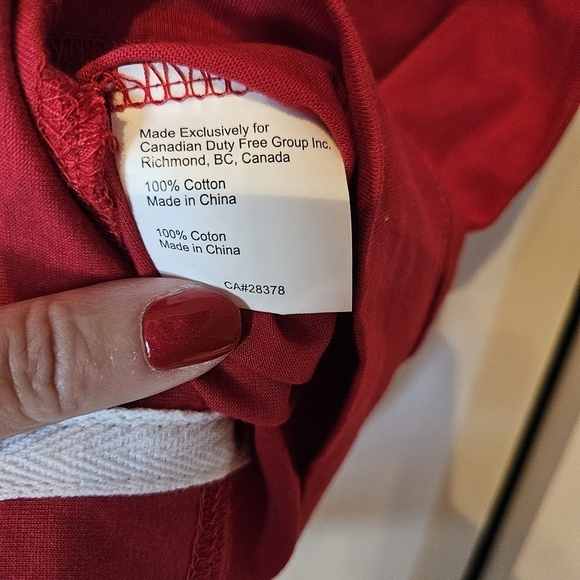 Made Exclusively for
Canadian Duty Free Group Inc.
Richmond, BC, Canada
100% Cotton
Made in China
100% Coton
Made in China
CA#28378